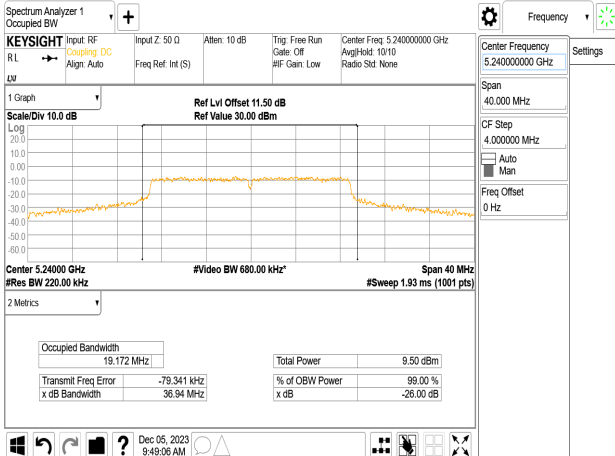 Spectrum Analyzer 1
Occupied BW
Frequency
KEYSIGHT
Input: RF
Input Z: 50 Ω
Atten: 10 dB
Trig: Free Run
Center Freq: 5.240000000 GHz
R L
Coupling: DC
Gate: Off
Avg|Hold: 10/10
Align: Auto
Freq Ref: Int (S)
#IF Gain: Low
Radio Std: None
LXI
Center Frequency
5.240000000 GHz
Settings
Span
40.000 MHz
CF Step
4.000000 MHz
Auto
Man
Freq Offset
0 Hz
1 Graph
Ref Lvl Offset 11.50 dB
Scale/Div 10.0 dB
Ref Value 30.00 dBm
Log
20.0
10.0
0.00
-10.0
-20.0
-30.0
-40.0
-50.0
-60.0
Center 5.24000 GHz
#Video BW 680.00 kHz*
Span 40 MHz
#Res BW 220.00 kHz
#Sweep 1.93 ms (1001 pts)
2 Metrics
Occupied Bandwidth
19.172 MHz
Total Power
9.50 dBm
Transmit Freq Error
-79.341 kHz
% of OBW Power
99.00 %
x dB Bandwidth
36.94 MHz
x dB
-26.00 dB
Dec 05, 2023
9:49:06 AM